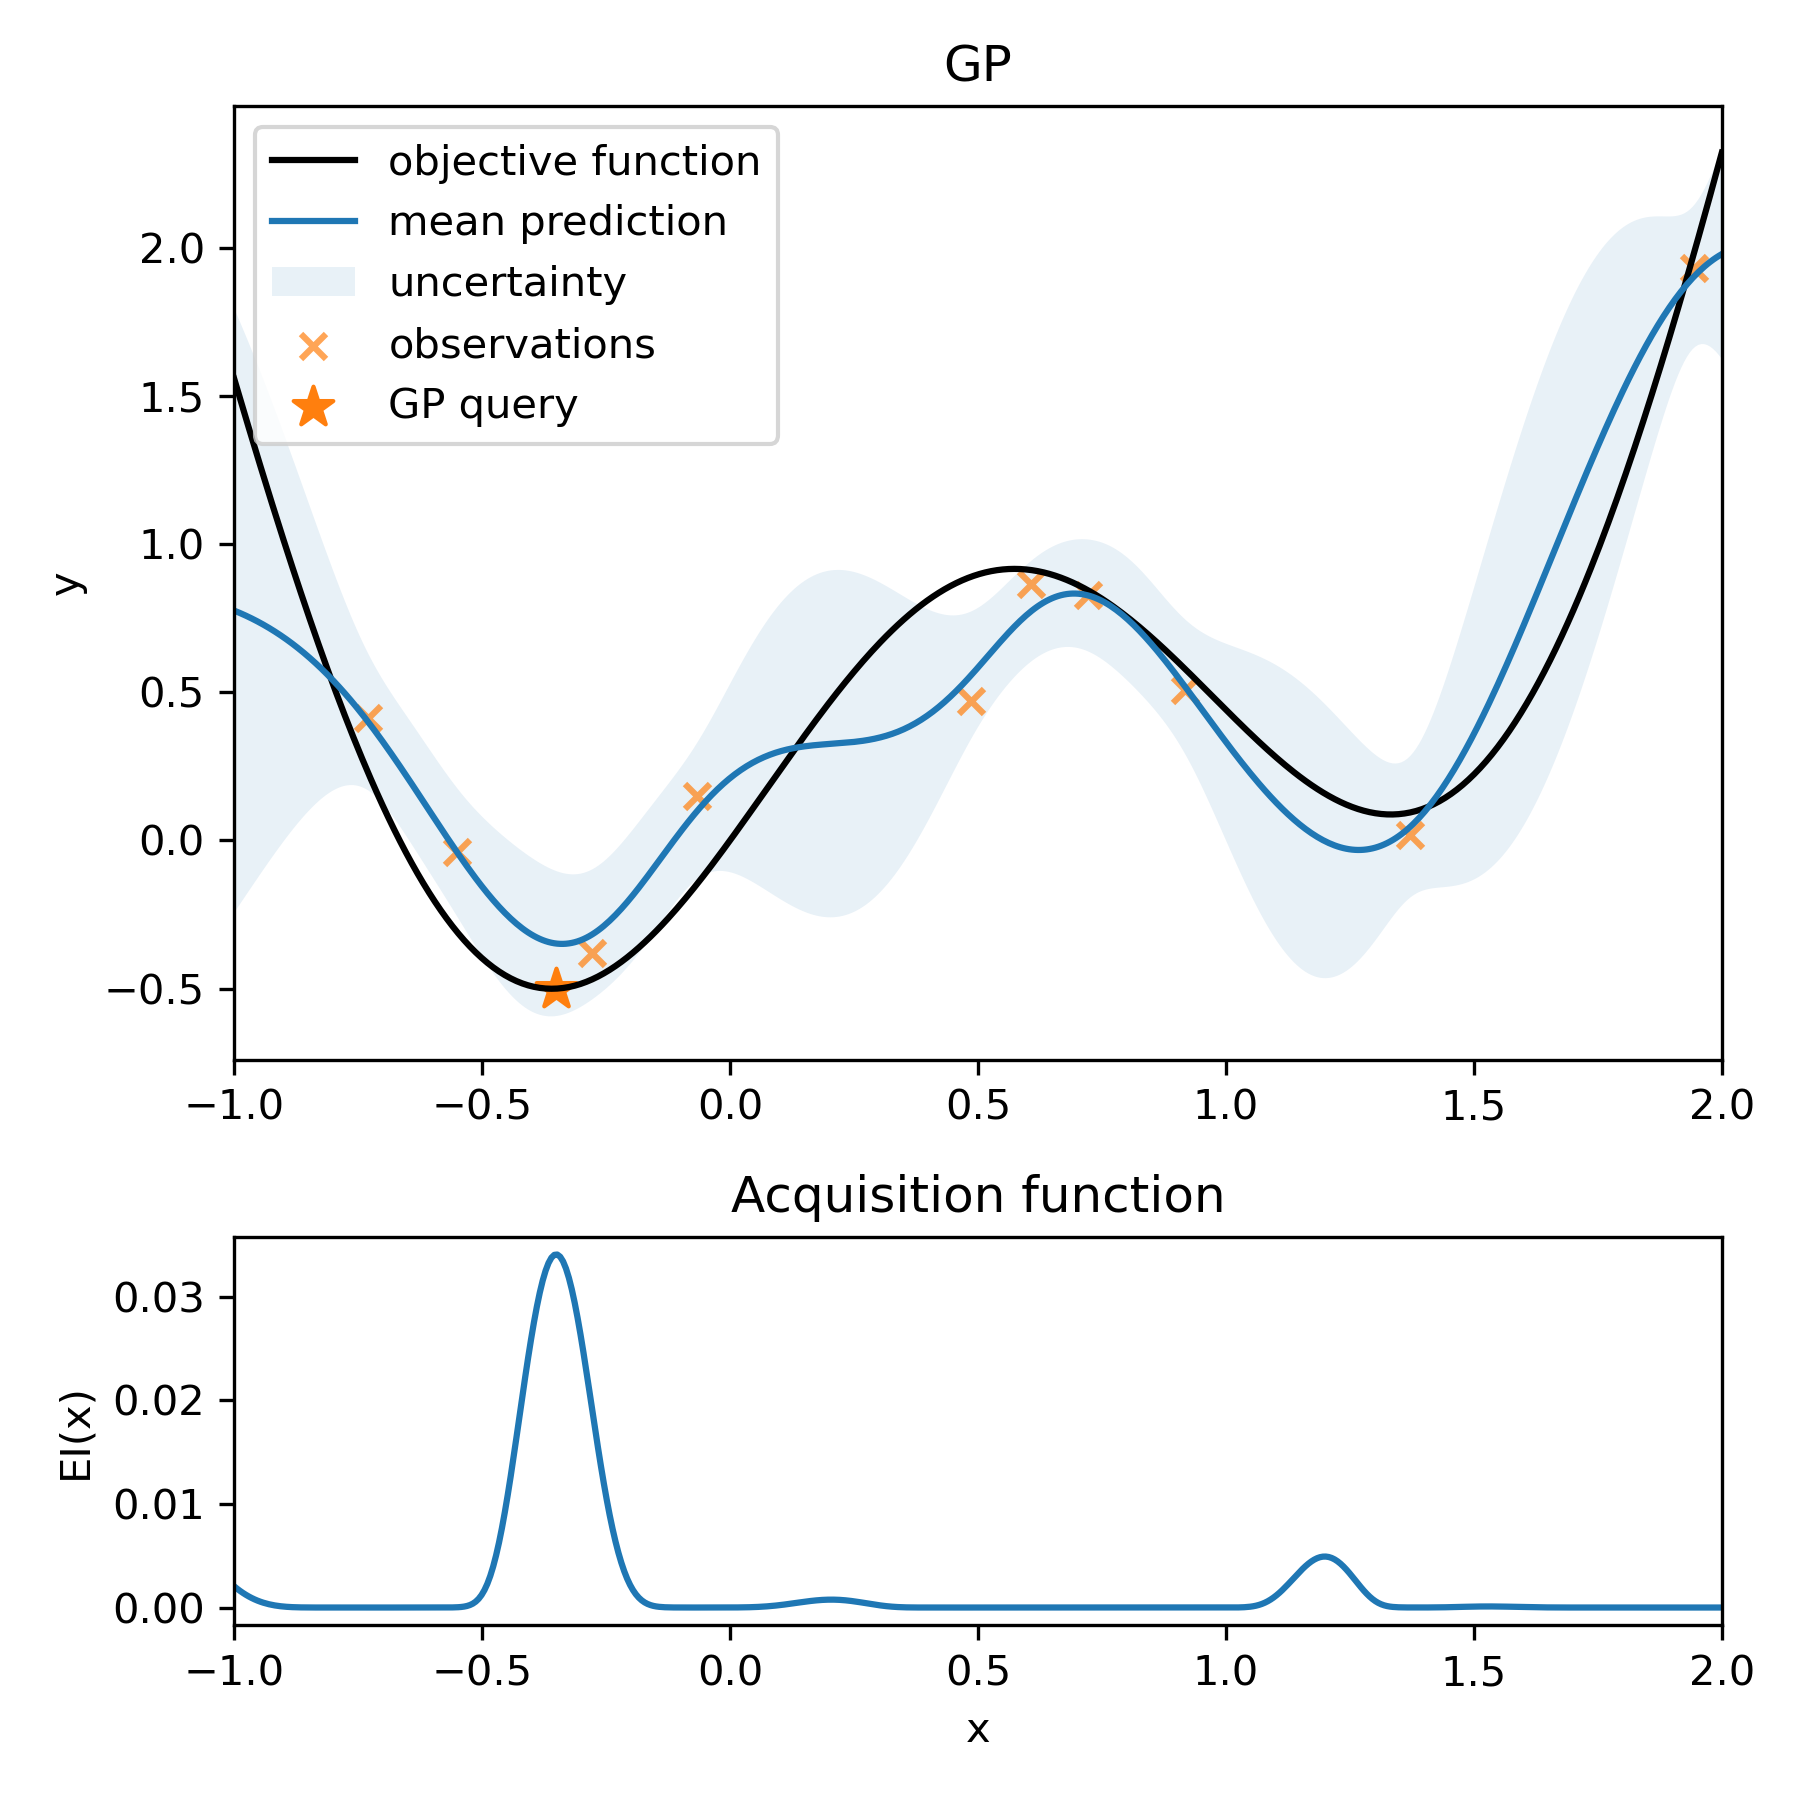 GP
objective function
mean prediction
uncertainty
observations
GP query
y
2.0
1.5
1.0
0.5
0.0
−0.5
−1.0 −0.5 0.0 0.5 1.0 1.5 2.0
Acquisition function
EI(x)
0.03
0.02
0.01
0.00
−1.0 −0.5 0.0 0.5 1.0 1.5 2.0
x